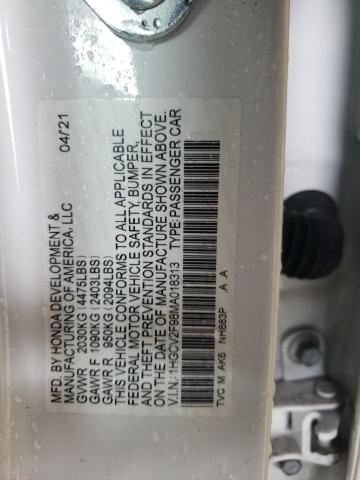 MFD. BY HONDA DEVELOPMENT & 04/21
MANUFACTURING OF AMERICA, LLC
GVWR 2030KG (4475LBS)
GAWR F 1090KG (2403LBS)
GAWR R 950KG (2094LBS)
THIS VEHICLE CONFORMS TO ALL APPLICABLE
FEDERAL MOTOR VEHICLE SAFETY, BUMPER,
AND THEFT PREVENTION STANDARDS IN EFFECT
ON THE DATE OF MANUFACTURE SHOWN ABOVE.
V.I.N.: 1HGCV2F98MA018313 TYPE: PASSENGER CAR
TVC M AK6 NH883P A A